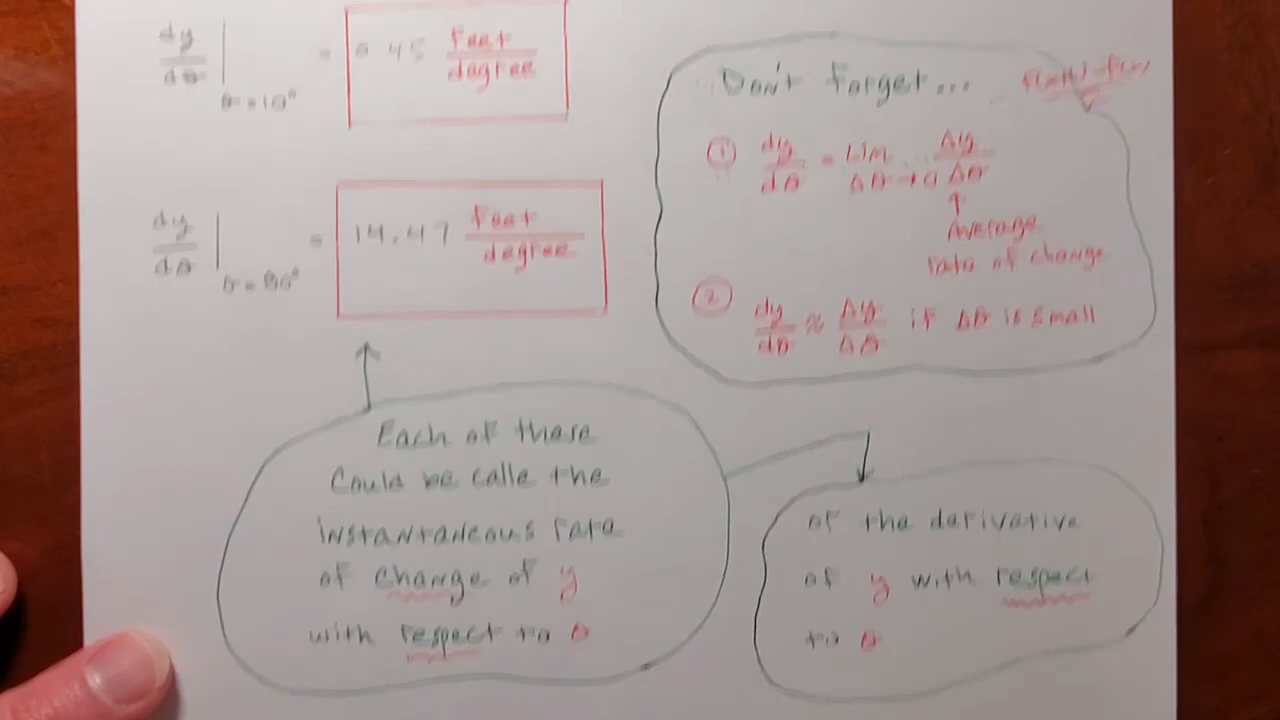 dy/dθ | θ=10° = 0.45 feet/degree
dy/dθ | θ=80° = 14.47 feet/degree
Don't forget...
① dy/dθ = Lim Δθ→0 Δy/Δθ
↑
Average
rate of change
② dy/dθ ≈ Δy/Δθ if Δθ is small
Each of these
Could be calle the
instantaneous rate
of change of y
with respect to θ
of the derivative
of y with respect
to θ